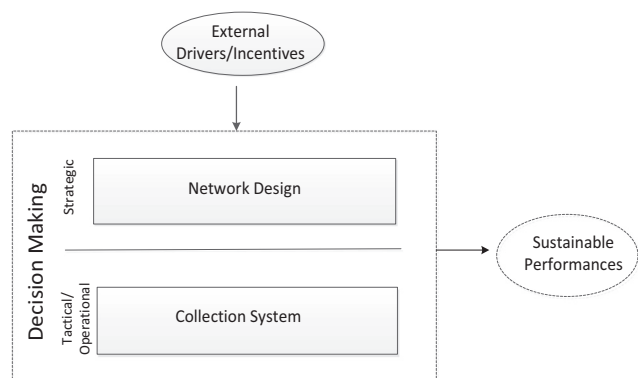 External
Drivers/Incentives
Decision Making
Strategic
Network Design
Tactical/
Operational
Collection System
Sustainable
Performances